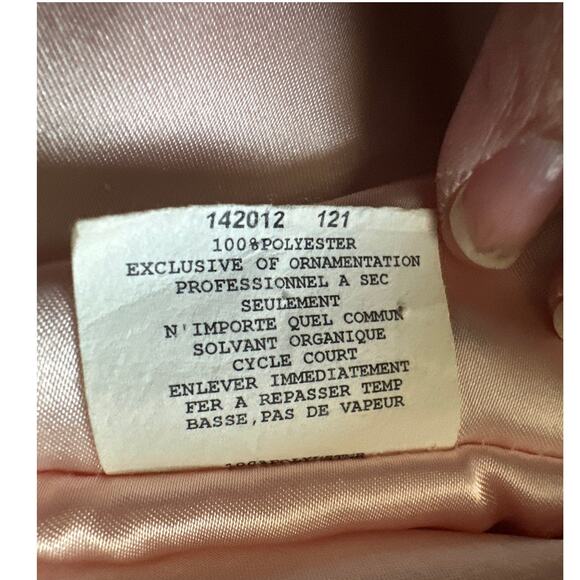 142012 121
100%POLYESTER
EXCLUSIVE OF ORNAMENTATION
PROFESSIONNEL A SEC
SEULEMENT
N'IMPORTE QUEL COMMUN
SOLVANT ORGANIQUE
CYCLE COURT
ENLEVER IMMEDIATEMENT
FER A REPASSER TEMP
BASSE,PAS DE VAPEUR